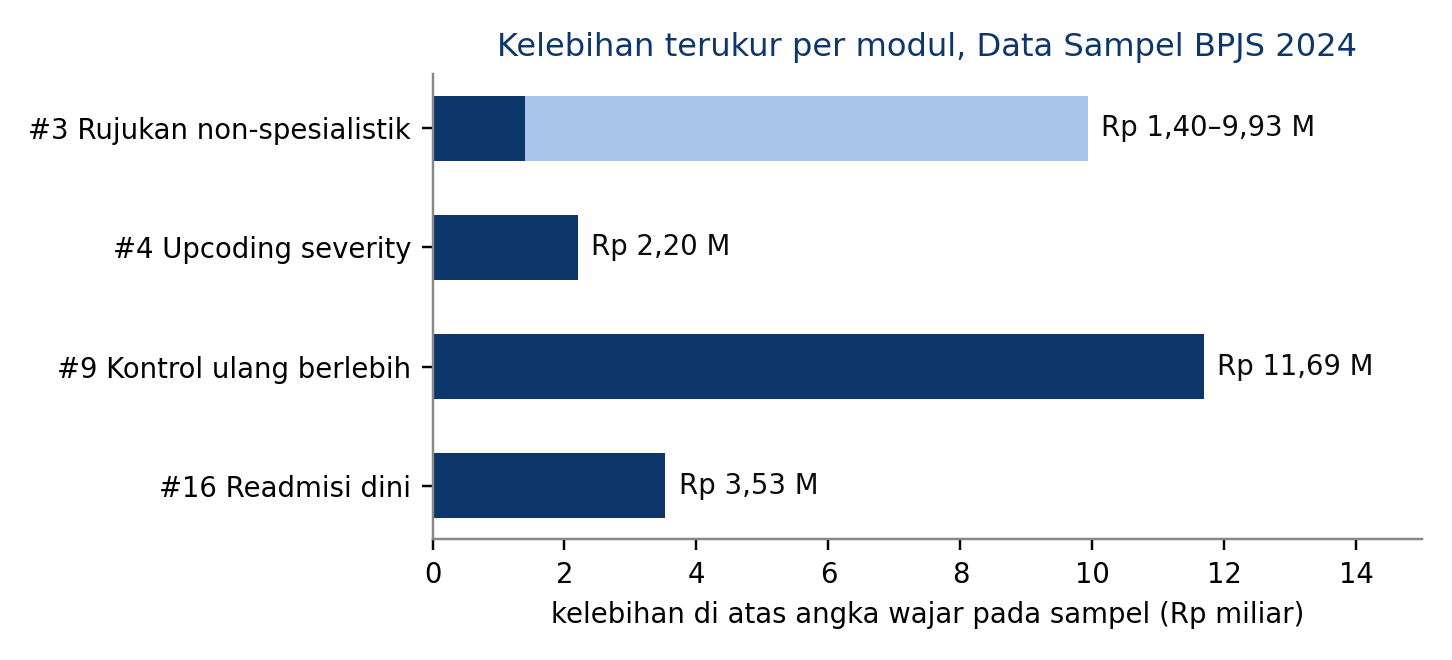 Kelebihan terukur per modul, Data Sampel BPJS 2024
#3 Rujukan non-spesialistik
Rp 1,40–9,93 M
#4 Upcoding severity
Rp 2,20 M
#9 Kontrol ulang berlebih
Rp 11,69 M
#16 Readmisi dini
Rp 3,53 M
0 2 4 6 8 10 12 14
kelebihan di atas angka wajar pada sampel (Rp miliar)